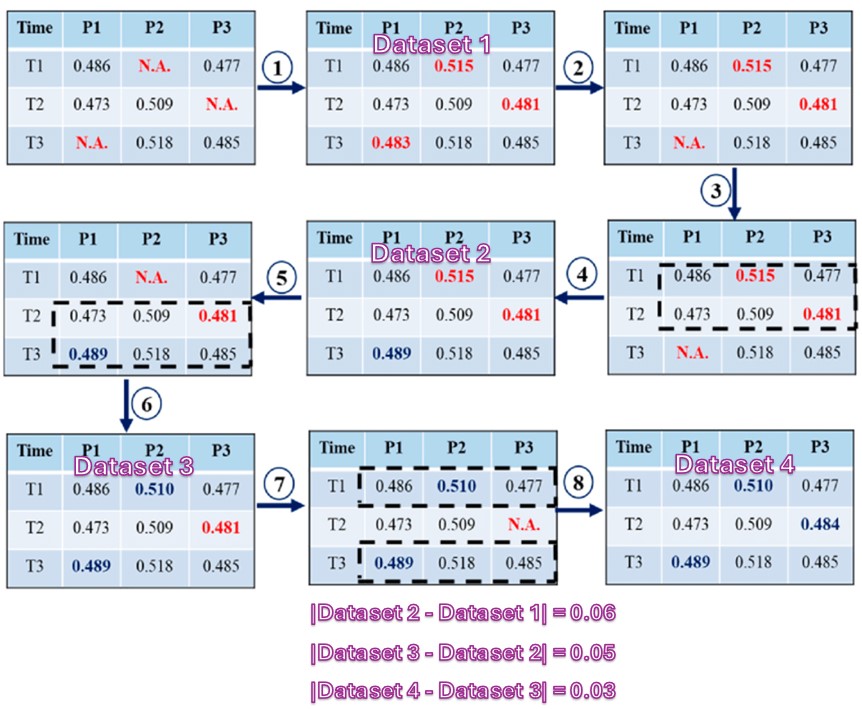 Time P1 P2 P3
T1 0.486 N.A. 0.477
T2 0.473 0.509 N.A.
T3 N.A. 0.518 0.485
1
Time P1 P2 P3
Dataset 1
T1 0.486 0.515 0.477
T2 0.473 0.509 0.481
T3 0.483 0.518 0.485
2
Time P1 P2 P3
T1 0.486 0.515 0.477
T2 0.473 0.509 0.481
T3 N.A. 0.518 0.485
3
Time P1 P2 P3
T1 0.486 0.515 0.477
T2 0.473 0.509 0.481
T3 N.A. 0.518 0.485
4
Time P1 P2 P3
Dataset 2
T1 0.486 0.515 0.477
T2 0.473 0.509 0.481
T3 0.489 0.518 0.485
5
Time P1 P2 P3
T1 0.486 N.A. 0.477
T2 0.473 0.509 0.481
T3 0.489 0.518 0.485
6
Time P1 P2 P3
Dataset 3
T1 0.486 0.510 0.477
T2 0.473 0.509 0.481
T3 0.489 0.518 0.485
7
Time P1 P2 P3
T1 0.486 0.510 0.477
T2 0.473 0.509 N.A.
T3 0.489 0.518 0.485
8
Time P1 P2 P3
Dataset 4
T1 0.486 0.510 0.477
T2 0.473 0.509 0.484
T3 0.489 0.518 0.485
|Dataset 2 - Dataset 1| = 0.06
|Dataset 3 - Dataset 2| = 0.05
|Dataset 4 - Dataset 3| = 0.03